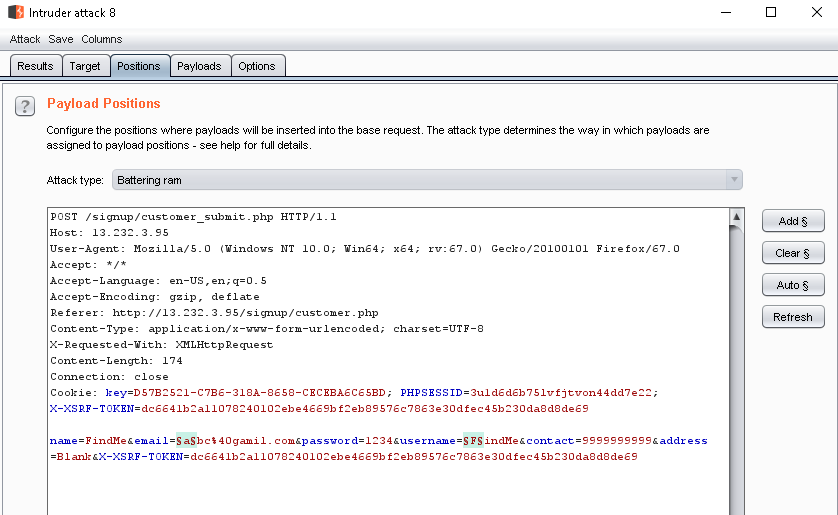 Intruder attack 8
Attack Save Columns
Results Target Positions Payloads Options
?
Payload Positions
Configure the positions where payloads will be inserted into the base request. The attack type determines the way in which payloads are
assigned to payload positions - see help for full details.
Attack type: Battering ram
POST /signup/customer_submit.php HTTP/1.1
Host: 13.232.3.95
User-Agent: Mozilla/5.0 (Windows NT 10.0; Win64; x64; rv:67.0) Gecko/20100101 Firefox/67.0
Accept: */*
Accept-Language: en-US,en;q=0.5
Accept-Encoding: gzip, deflate
Referer: http://13.232.3.95/signup/customer.php
Content-Type: application/x-www-form-urlencoded; charset=UTF-8
X-Requested-With: XMLHttpRequest
Content-Length: 174
Connection: close
Cookie: key=D57B2521-C7B6-318A-8658-CECEBA6C65BD; PHPSESSID=3u1d6d6b751vfjtvon44dd7e22;
X-XSRF-TOKEN=dc6641b2a11078240102ebe4669bf2eb89576c7863e30dfec45b230da8d8de69
name=FindMe&email=§a§bc%40gamil.com&password=1234&username=§F§indMe&contact=9999999999&address
=Blank&X-XSRF-TOKEN=dc6641b2a11078240102ebe4669bf2eb89576c7863e30dfec45b230da8d8de69
Add §
Clear §
Auto §
Refresh